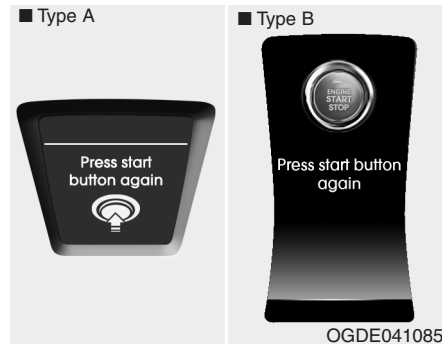 ■ Type A
Press start
button again
■ Type B
ENGINE
START
STOP
Press start button
again
OGDE041085